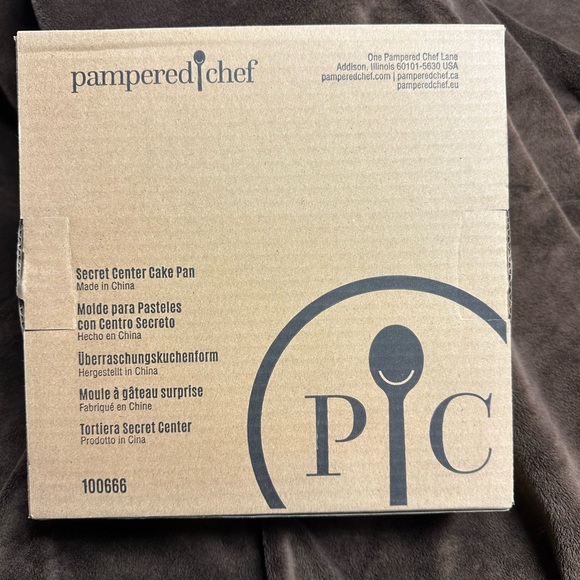 pampered chef
One Pampered Chef Lane
Addison, Illinois 60101-5630 USA
pamperedchef.com | pamperedchef.ca
pamperedchef.eu
Secret Center Cake Pan
Made in China
Molde para Pasteles
con Centro Secreto
Hecho en China
Überraschungskuchenform
Hergestellt in China
Moule à gâteau surprise
Fabriqué en Chine
Tortiera Secret Center
Prodotto in Cina
100666
P C